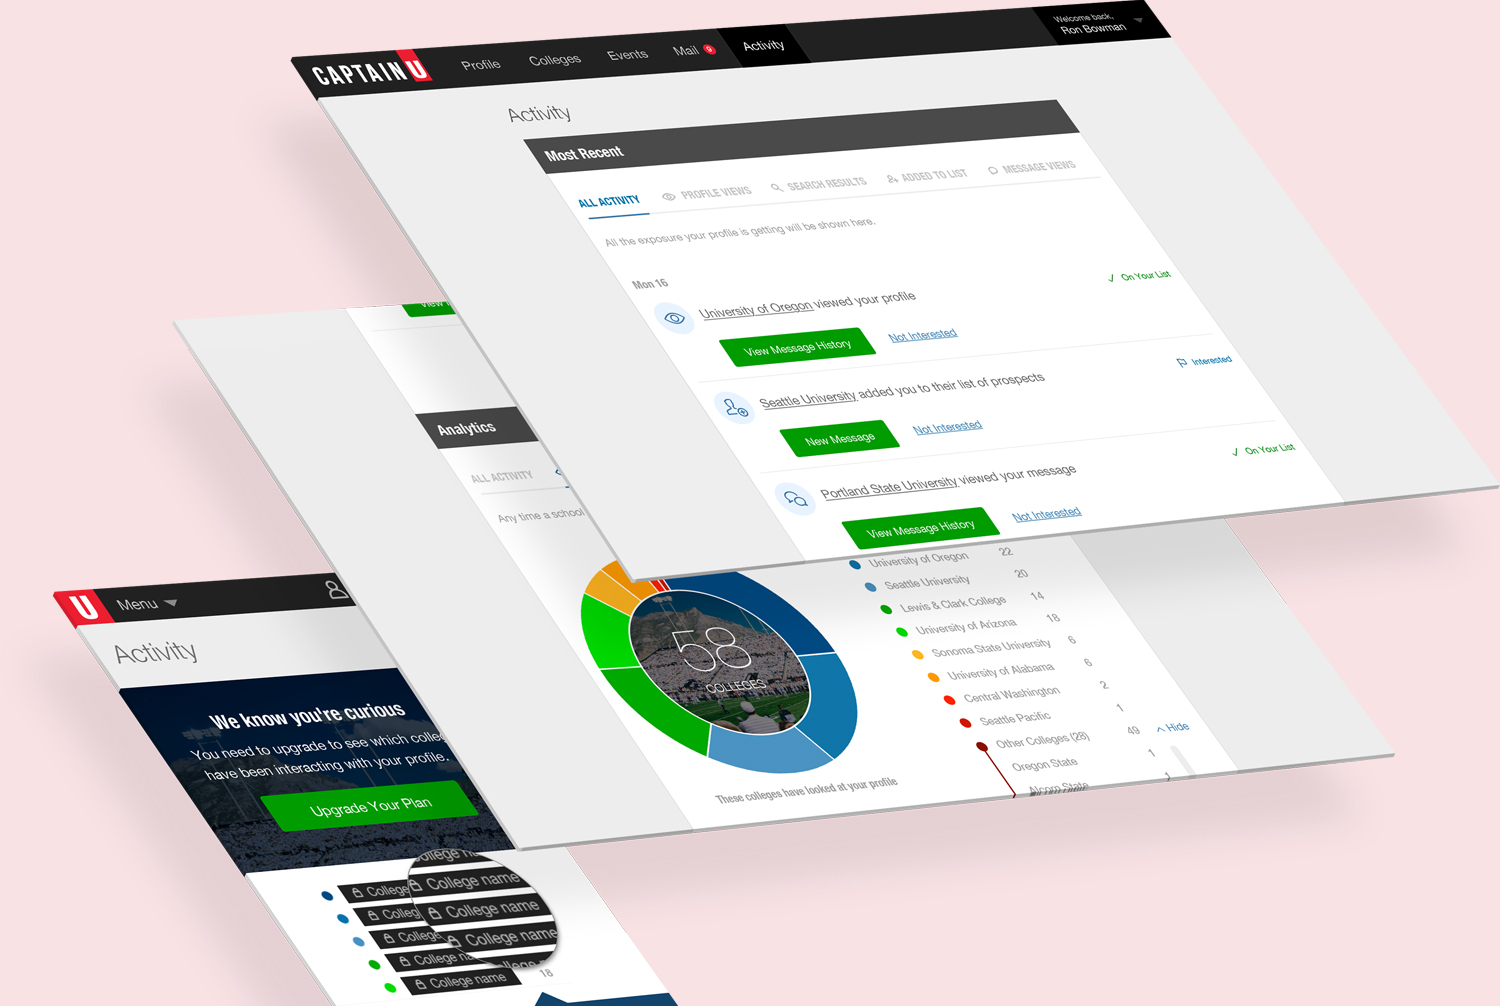 CAPTAIN U
Profile
Colleges
Events
Mail 9
Activity
Welcome back,
Ron Bowman
Activity
Most Recent
ALL ACTIVITY
PROFILE VIEWS
SEARCH RESULTS
ADDED TO LIST
MESSAGE VIEWS
All the exposure your profile is getting will be shown here.
Mon 16
University of Oregon viewed your profile
On Your List
View Message History
Not Interested
Seattle University added you to their list of prospects
Interested
New Message
Not Interested
Portland State University viewed your message
On Your List
View Message History
Not Interested
View
Analytics
ALL ACTIVITY
Any time a school
58
COLLEGES
These colleges have looked at your profile
University of Oregon 22
Seattle University 20
Lewis & Clark College 14
University of Arizona 18
Sonoma State University 6
University of Alabama 6
Central Washington 2
Seattle Pacific 1
Other Colleges (28) 49 Hide
Oregon State 1
Alcorn State 1
U
Menu
Activity
We know you're curious
You need to upgrade to see which colleg
have been interacting with your profile.
Upgrade Your Plan
College
Colleg
Colleg
College na
College name 18
College name
College name
College name